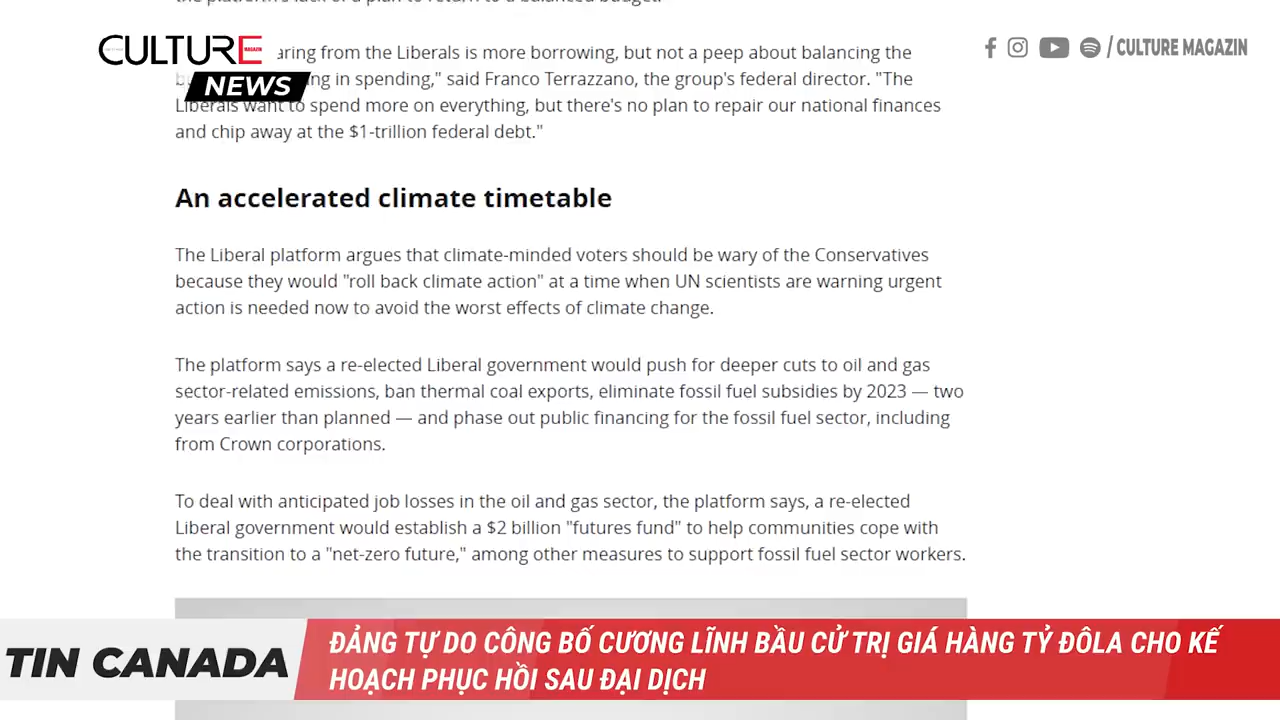 CULTURE
MAGAZIN
NEWS
/ CULTURE MAGAZIN
aring from the Liberals is more borrowing, but not a peep about balancing the
ng in spending," said Franco Terrazzano, the group's federal director. "The
Liberals want to spend more on everything, but there's no plan to repair our national finances
and chip away at the $1-trillion federal debt."
An accelerated climate timetable
The Liberal platform argues that climate-minded voters should be wary of the Conservatives
because they would "roll back climate action" at a time when UN scientists are warning urgent
action is needed now to avoid the worst effects of climate change.
The platform says a re-elected Liberal government would push for deeper cuts to oil and gas
sector-related emissions, ban thermal coal exports, eliminate fossil fuel subsidies by 2023 — two
years earlier than planned — and phase out public financing for the fossil fuel sector, including
from Crown corporations.
To deal with anticipated job losses in the oil and gas sector, the platform says, a re-elected
Liberal government would establish a $2 billion "futures fund" to help communities cope with
the transition to a "net-zero future," among other measures to support fossil fuel sector workers.
TIN CANADA
ĐẢNG TỰ DO CÔNG BỐ CƯƠNG LĨNH BẦU CỬ TRỊ GIÁ HÀNG TỶ ĐÔLA CHO KẾ
HOẠCH PHỤC HỒI SAU ĐẠI DỊCH